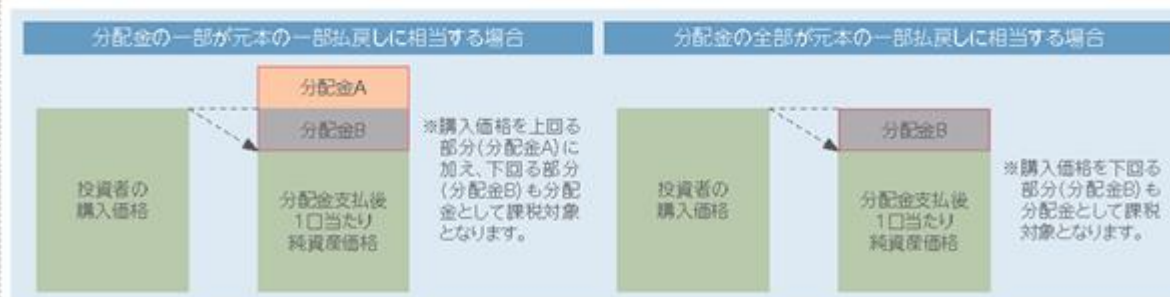 分配金の一部が元本の一部払戻しに相当する場合
分配金A
分配金B
投資者の
購入価格
分配金支払後
1口当たり
純資産価格
※購入価格を上回る
部分(分配金A)に
加え、下回る部分
(分配金B)も分配
金として課税対象
となります。
分配金の全部が元本の一部払戻しに相当する場合
分配金B
投資者の
購入価格
分配金支払後
1口当たり
純資産価格
※購入価格を下回る
部分(分配金B)も
分配金として課税
対象となります。